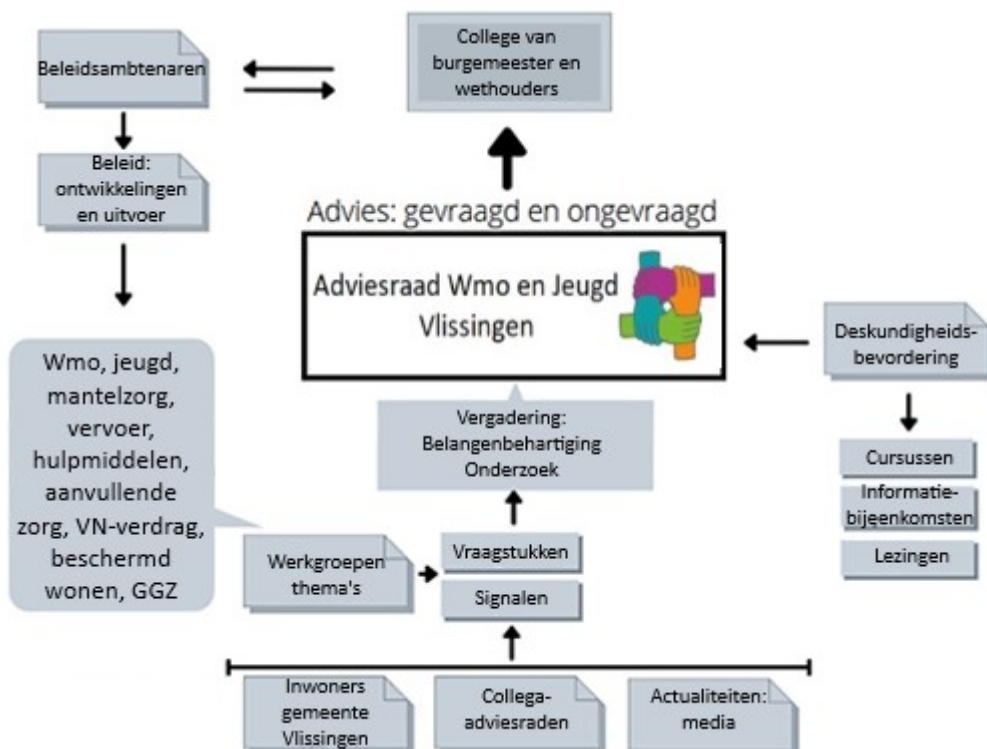 College van
burgemeester en
wethouders
Beleidsambtenaren
Beleid:
ontwikkelingen
en uitvoer
Advies: gevraagd en ongevraagd
Adviesraad Wmo en Jeugd
Vlissingen
Deskundigheids-
bevordering
Wmo, jeugd,
mantelzorg,
vervoer,
hulpmiddelen,
aanvullende
zorg, VN-verdrag,
beschermd
wonen, GGZ
Vergadering:
Belangenbehartiging
Onderzoek
Cursussen
Informatie-
bijeenkomsten
Lezingen
Werkgroepen
thema's
Vraagstukken
Signalen
Inwoners
gemeente
Vlissingen
Collega-
adviesraden
Actualiteiten:
media